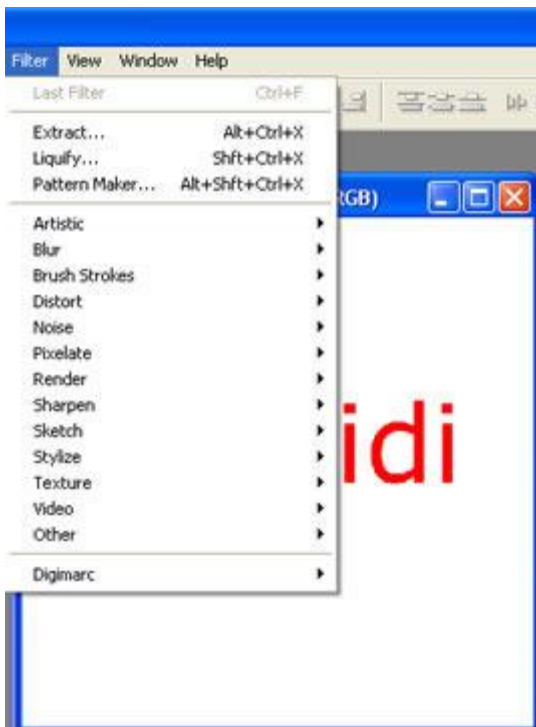 Filter View Window Help
Last Filter Ctrl+F
Extract... Alt+Ctrl+X
Liquify... Shft+Ctrl+X
Pattern Maker... Alt+Shft+Ctrl+X
RGB)
Artistic
Blur
Brush Strokes
Distort
Noise
Pixelate
Render
Sharpen
Sketch
idi
Stylize
Texture
Video
Other
Digimarc